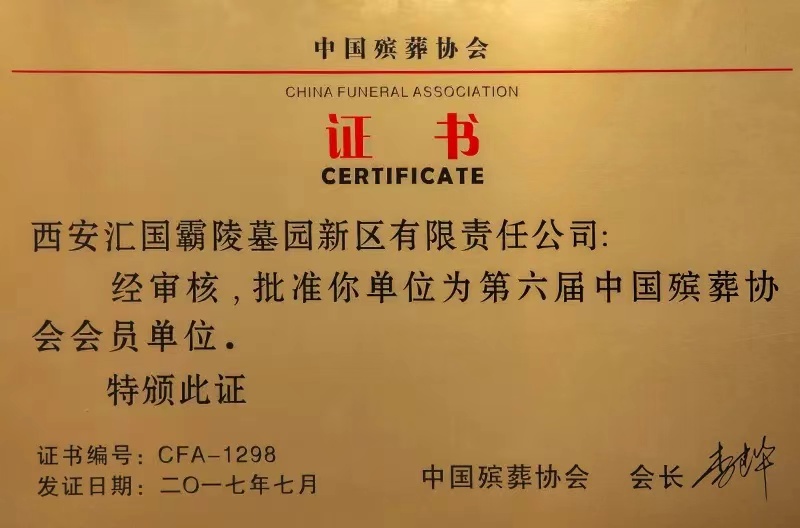 中国殡葬协会
CHINA FUNERAL ASSOCIATION
证 书
CERTIFICATE
西安汇国霸陵墓园新区有限责任公司:
经审核,批准你单位为第六届中国殡葬协
会会员单位.
特颁此证
证书编号: CFA-1298
发证日期: 二〇一七年七月
中国殡葬协会 会长